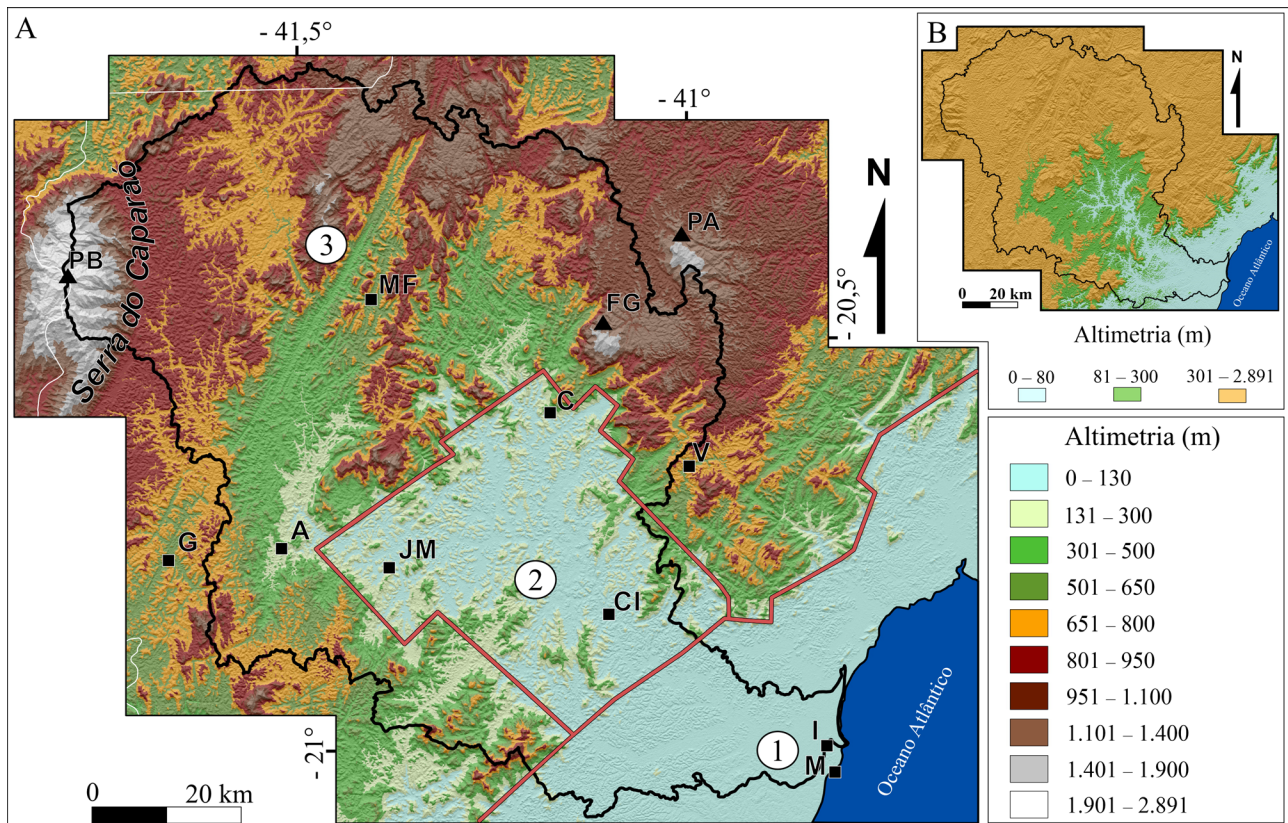 A
- 41,5°
- 41°
N
Serra do Caparaó
PB
3
MF
PA
FG
- 20,5°
C
V
G
A
JM
2
CI
- 21°
1
I
M
Oceano Atlântico
0 20 km
B
N
Oceano Atlântico
0 20 km
Altimetria (m)
0 – 80 81 – 300 301 – 2.891
Altimetria (m)
0 – 130
131 – 300
301 – 500
501 – 650
651 – 800
801 – 950
951 – 1.100
1.101 – 1.400
1.401 – 1.900
1.901 – 2.891